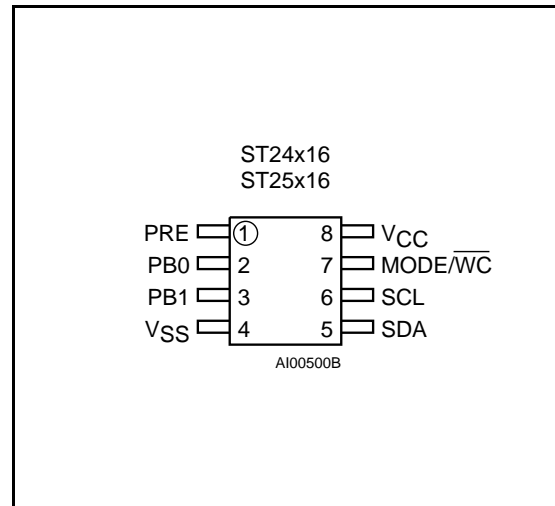 ST24x16
ST25x16
PRE 1 8 VCC
PB0 2 7 MODE/W̅C̅
PB1 3 6 SCL
VSS 4 5 SDA
AI00500B